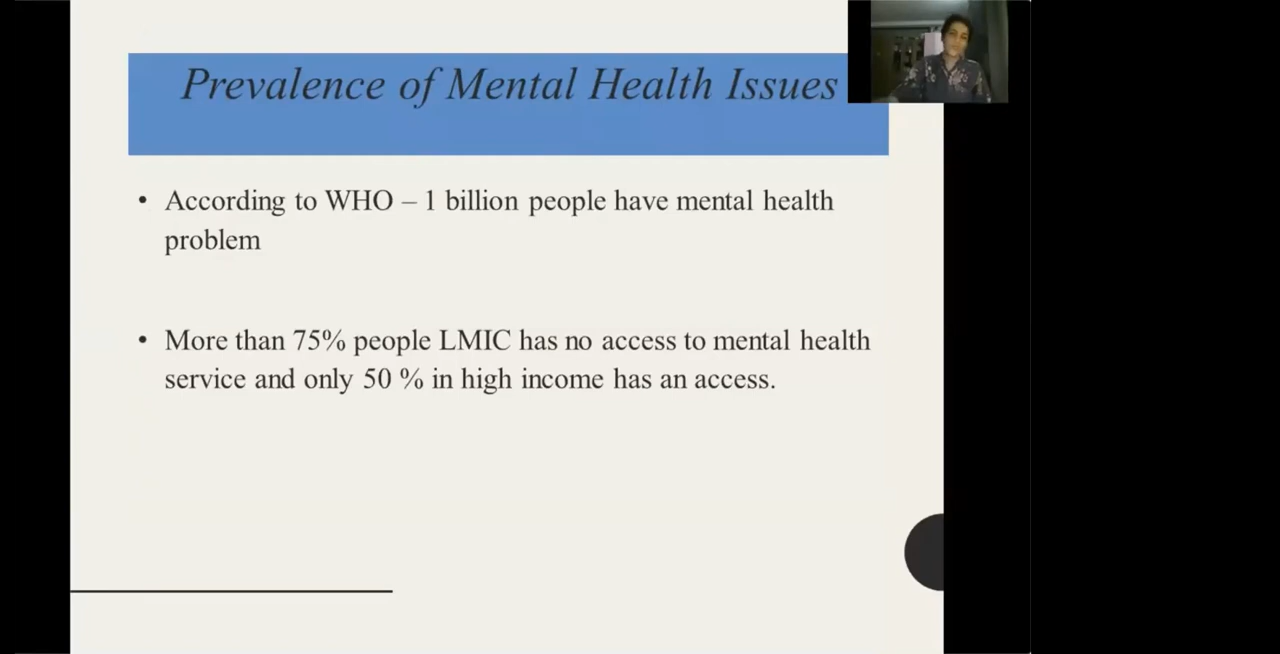 Prevalence of Mental Health Issues
• According to WHO – 1 billion people have mental health
problem
• More than 75% people LMIC has no access to mental health
service and only 50 % in high income has an access.